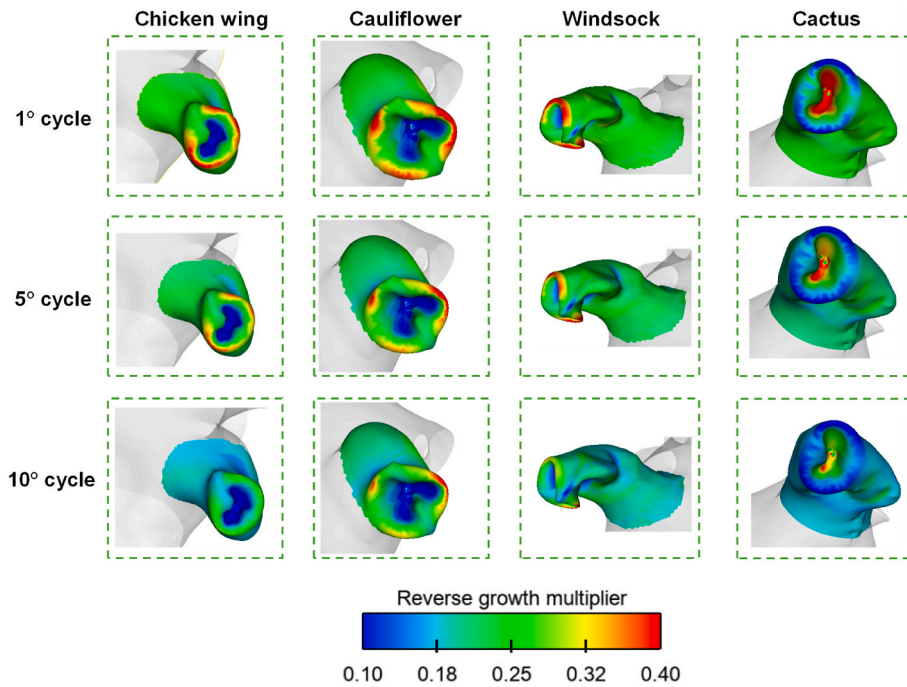 Chicken wing Cauliflower Windsock Cactus
1° cycle
5° cycle
10° cycle
Reverse growth multiplier
0.10 0.18 0.25 0.32 0.40